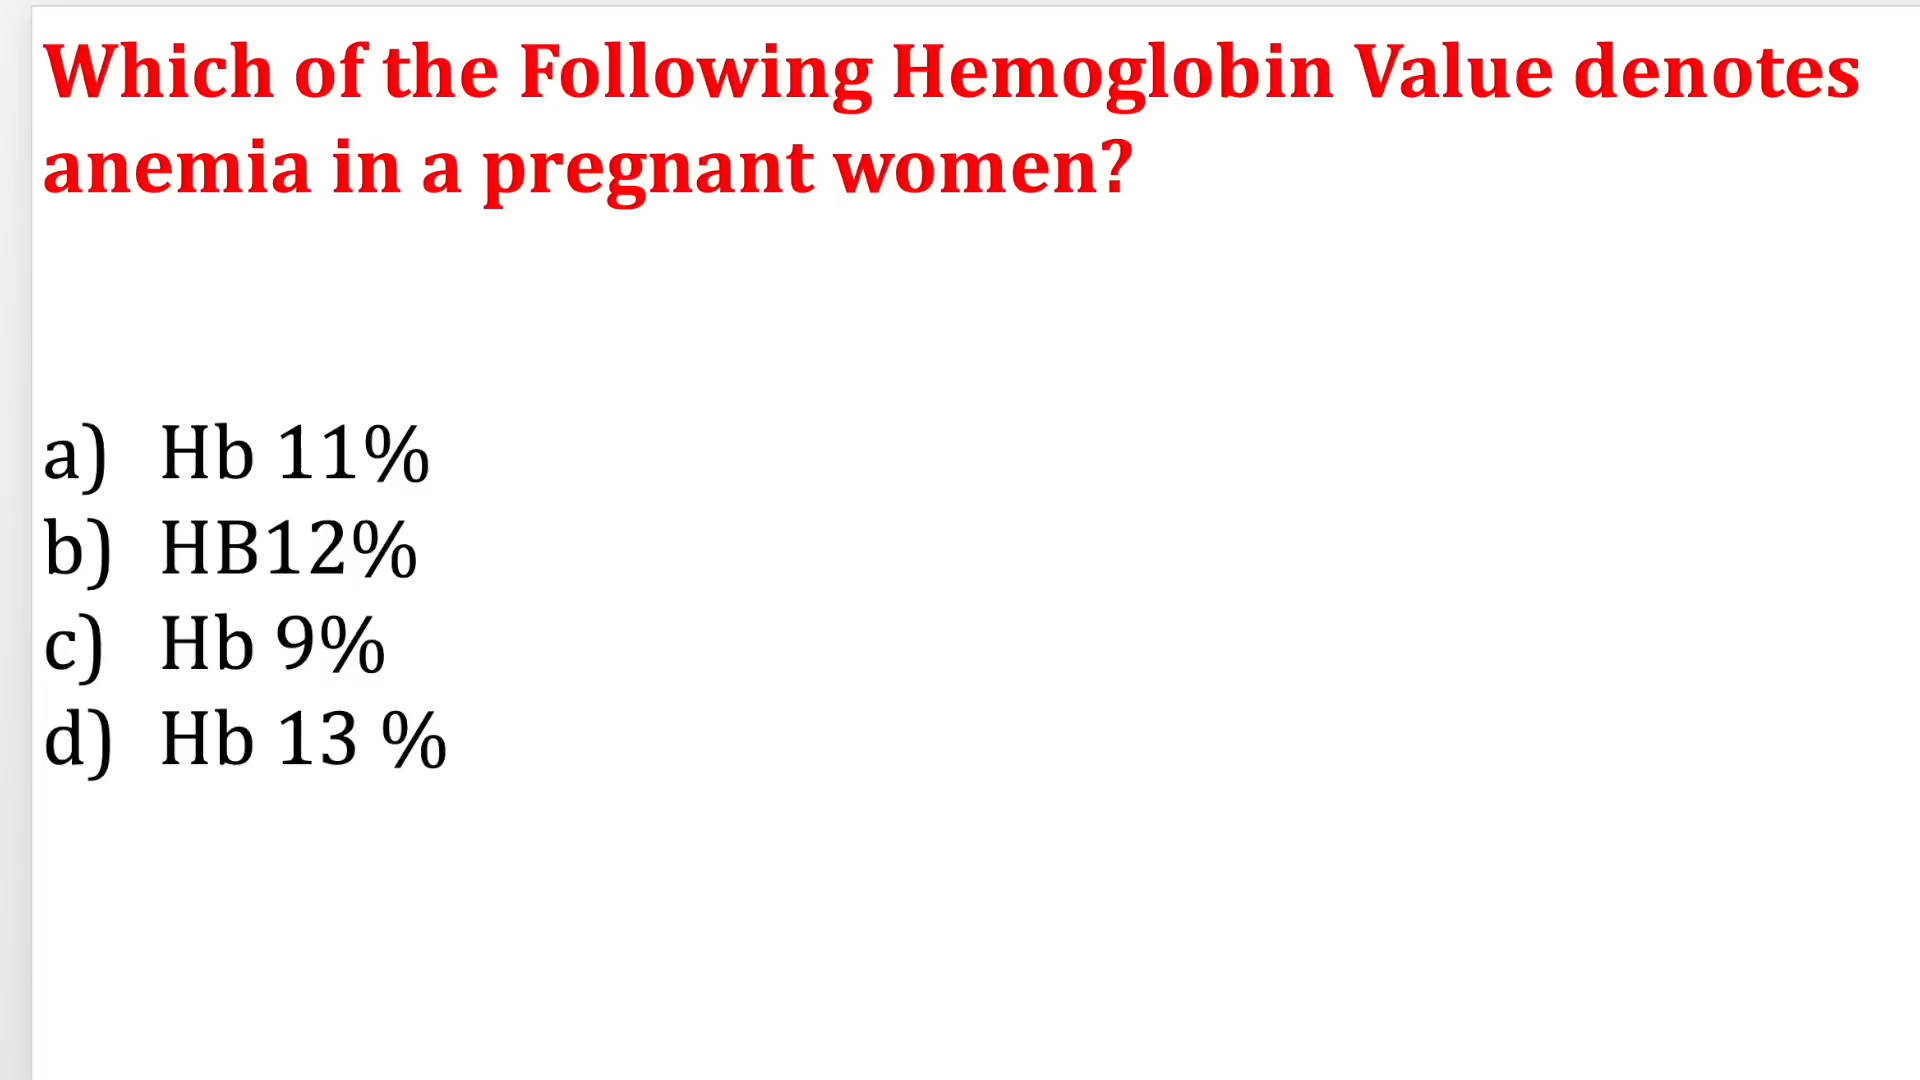 Which of the Following Hemoglobin Value denotes
anemia in a pregnant women?
a) Hb 11%
b) HB12%
c) Hb 9%
d) Hb 13 %